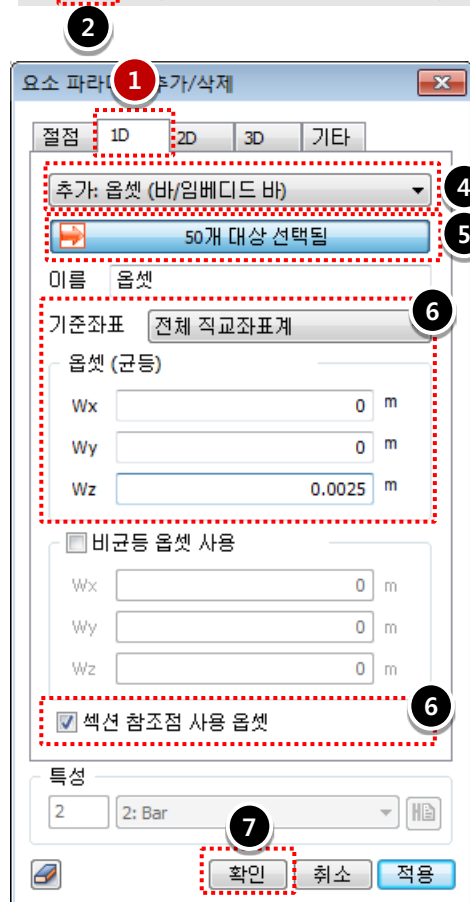 2
요소 파라 1 추가/삭제
절점 1D 2D 3D 기타
추가: 옵셋 (바/임베디드 바) 4
50개 대상 선택됨 5
이름 옵셋
6
기준좌표 전체 직교좌표계
옵셋 (균등)
Wx 0 m
Wy 0 m
Wz 0.0025 m
비균등 옵셋 사용
Wx 0 m
Wy 0 m
Wz 0 m
섹션 참조점 사용 옵셋 6
특성
2 2: Bar
7
확인 취소 적용